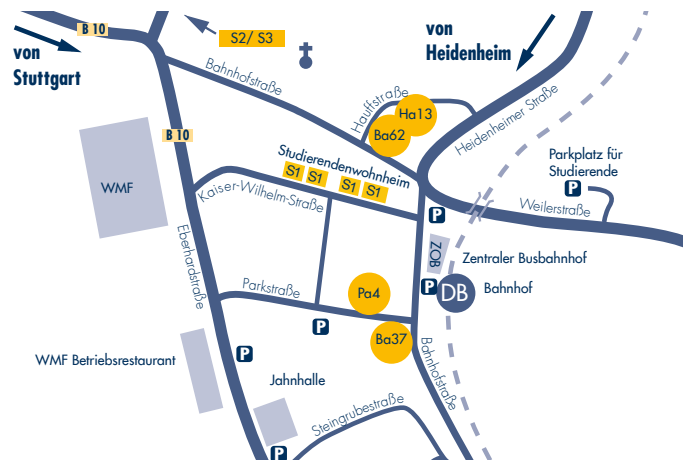 B 10
S2/ S3
von
Stuttgart
von
Heidenheim
Bahnhofstraße
Hauffstraße
Ha13
Ba62
Heidenheimer Straße
B 10
Studierendenwohnheim
S1 S1 S1 S1
Parkplatz für
Studierende
P
WMF
Kaiser-Wilhelm-Straße
Weilerstraße
P
Eberhardstraße
ZOB
Zentraler Busbahnhof
Parkstraße
Pa4
P
DB
Bahnhof
P
Ba37
WMF Betriebsrestaurant
P
Bahnhofstraße
Jahnhalle
Steingrubestraße
P